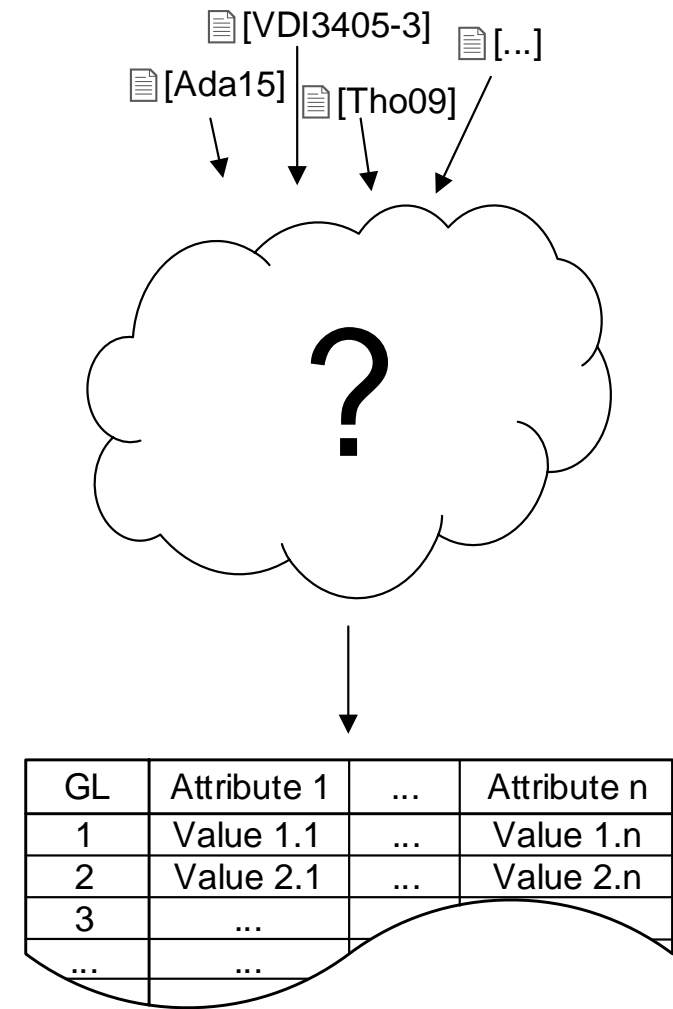 [VDI3405-3]
[...]
[Ada15]
[Tho09]
?
GL Attribute 1 ... Attribute n
1 Value 1.1 ... Value 1.n
2 Value 2.1 ... Value 2.n
3 ...
... ...